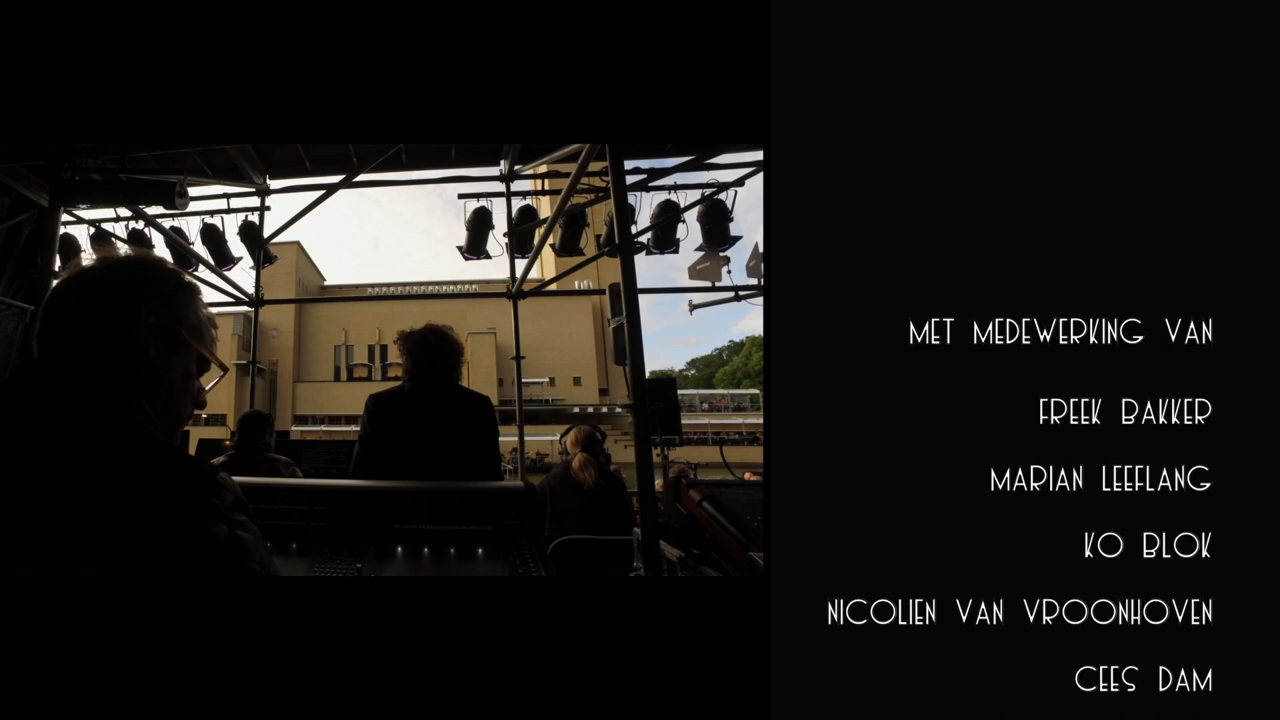 MET MEDEWERKING VAN
FREEK BAKKER
MARIAN LEEFLANG
KO BLOK
NICOLIEN VAN VROONHOVEN
CEES DAM